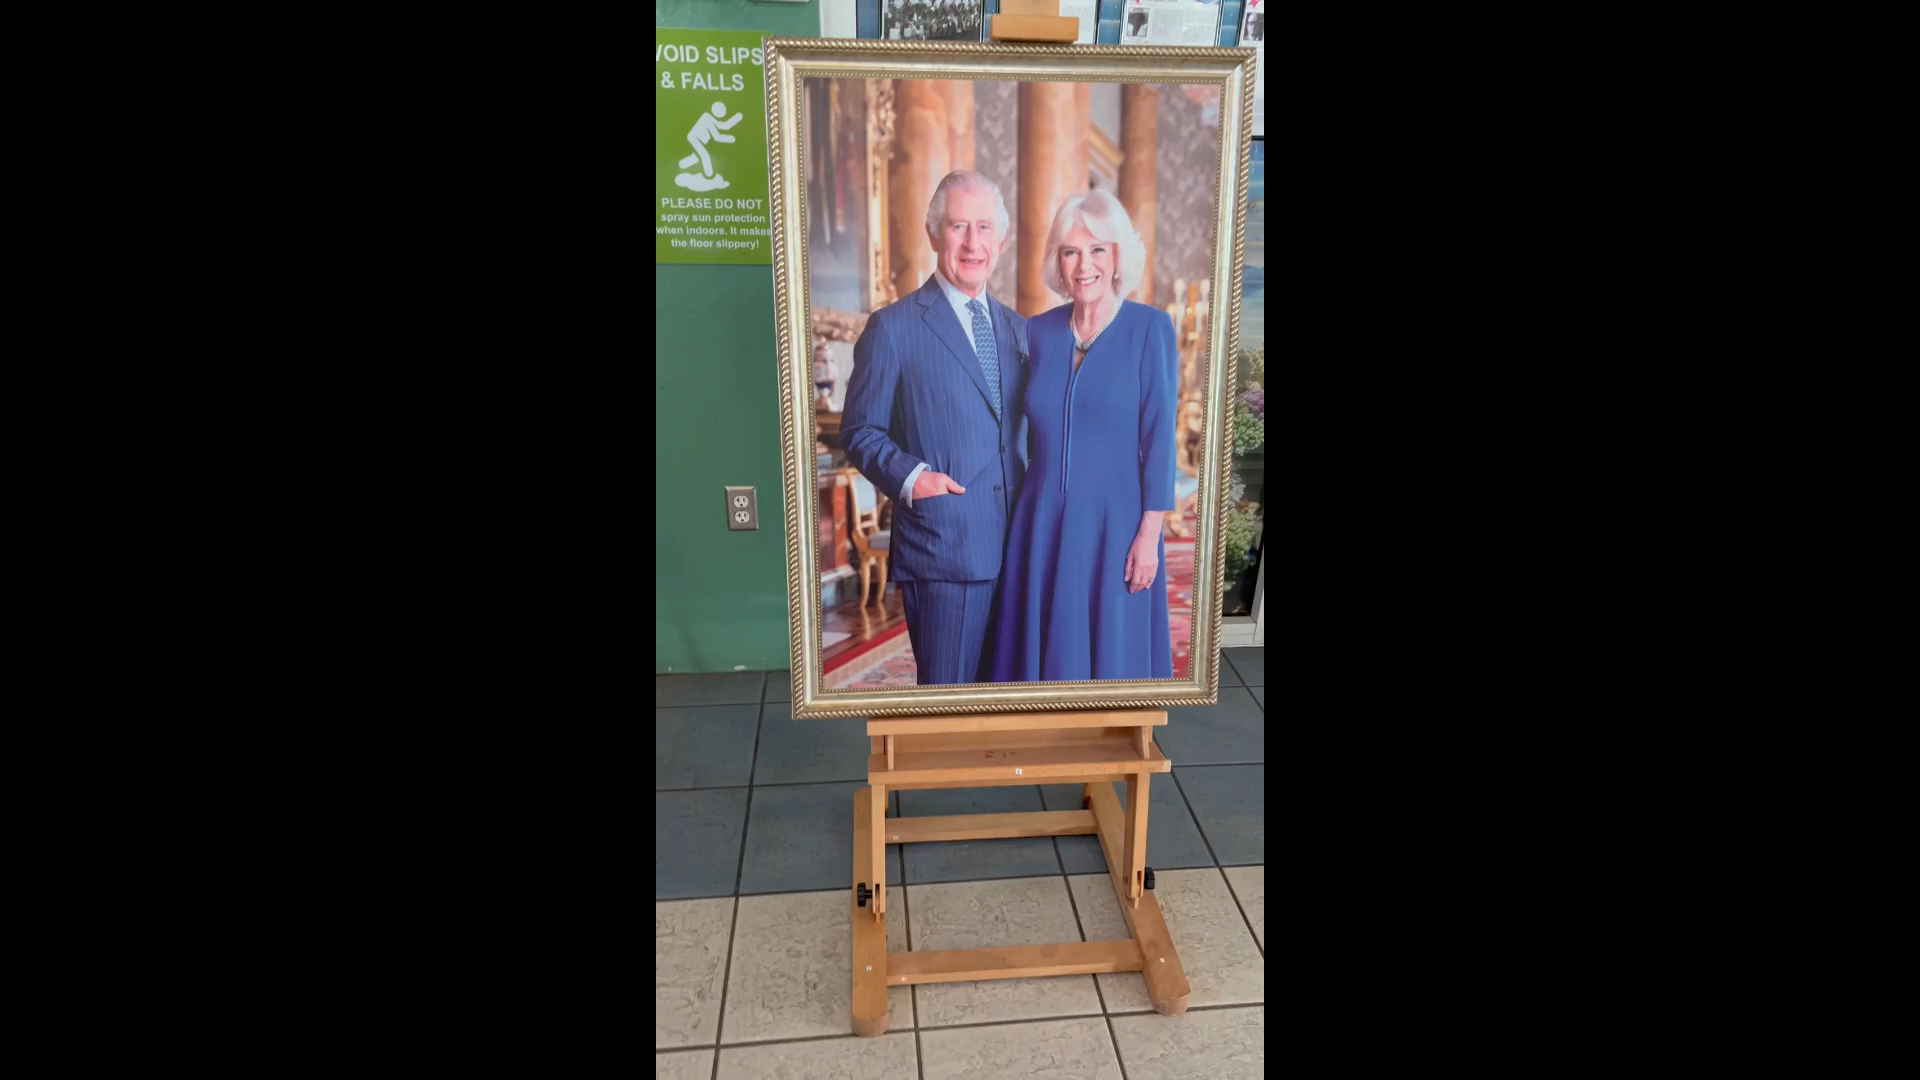 VOID SLIPS
& FALLS
PLEASE DO NOT
spray sun protection
when indoors. It makes
the floor slippery!